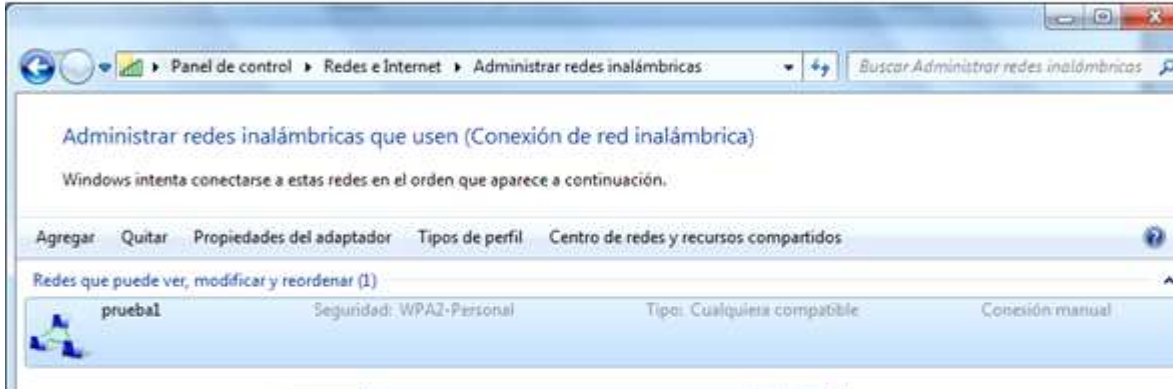 Panel de control ▸ Redes e Internet ▸ Administrar redes inalámbricas Buscar Administrar redes inalámbricas
Administrar redes inalámbricas que usen (Conexión de red inalámbrica)
Windows intenta conectarse a estas redes en el orden que aparece a continuación.
Agregar Quitar Propiedades del adaptador Tipos de perfil Centro de redes y recursos compartidos
Redes que puede ver, modificar y reordenar (1)
prueba1 Seguridad: WPA2-Personal Tipo: Cualquiera compatible Conexión manual